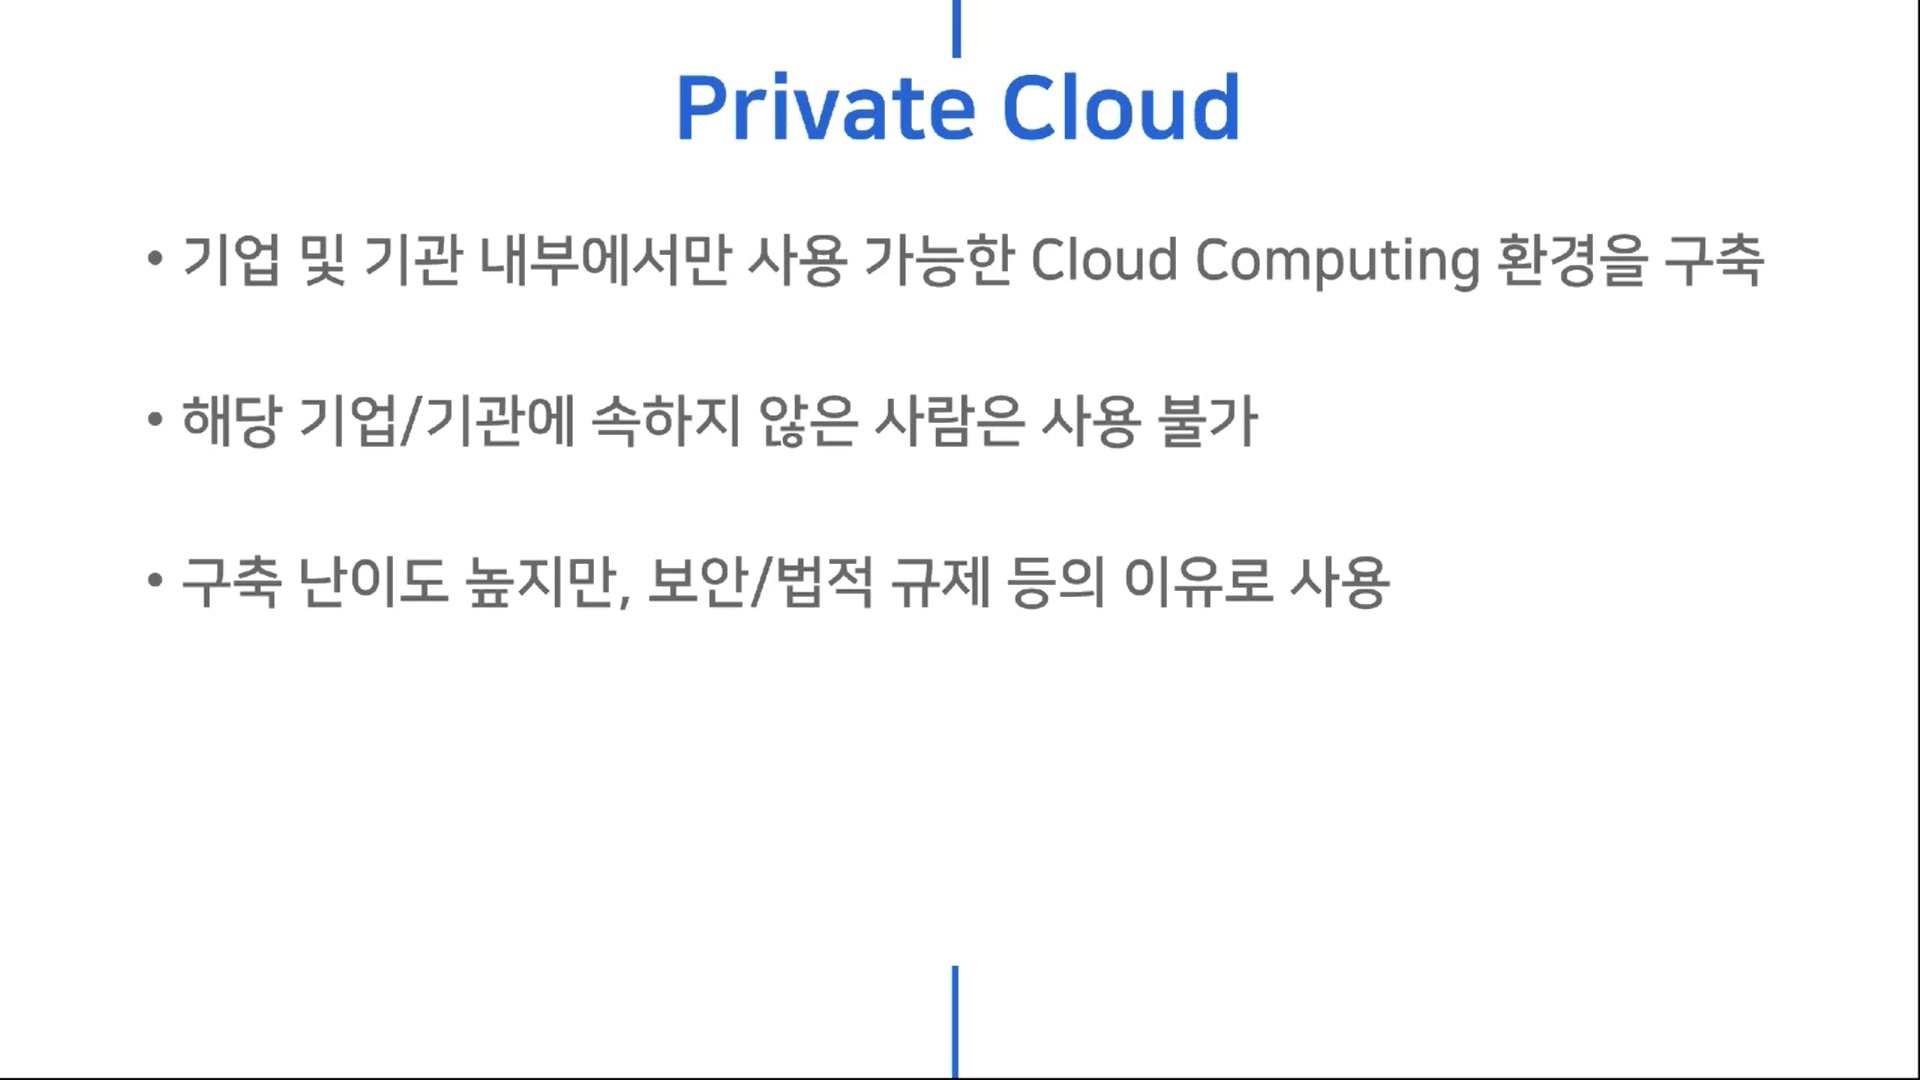 Private Cloud
• 기업 및 기관 내부에서만 사용 가능한 Cloud Computing 환경을 구축
• 해당 기업/기관에 속하지 않은 사람은 사용 불가
• 구축 난이도 높지만, 보안/법적 규제 등의 이유로 사용